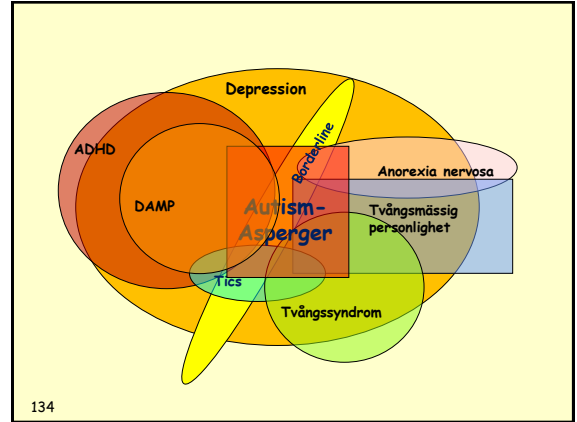 Depression
ADHD
Borderline
Anorexia nervosa
DAMP
Autism-
Asperger
Tvångsmässig
personlighet
Tics
Tvångssyndrom
134